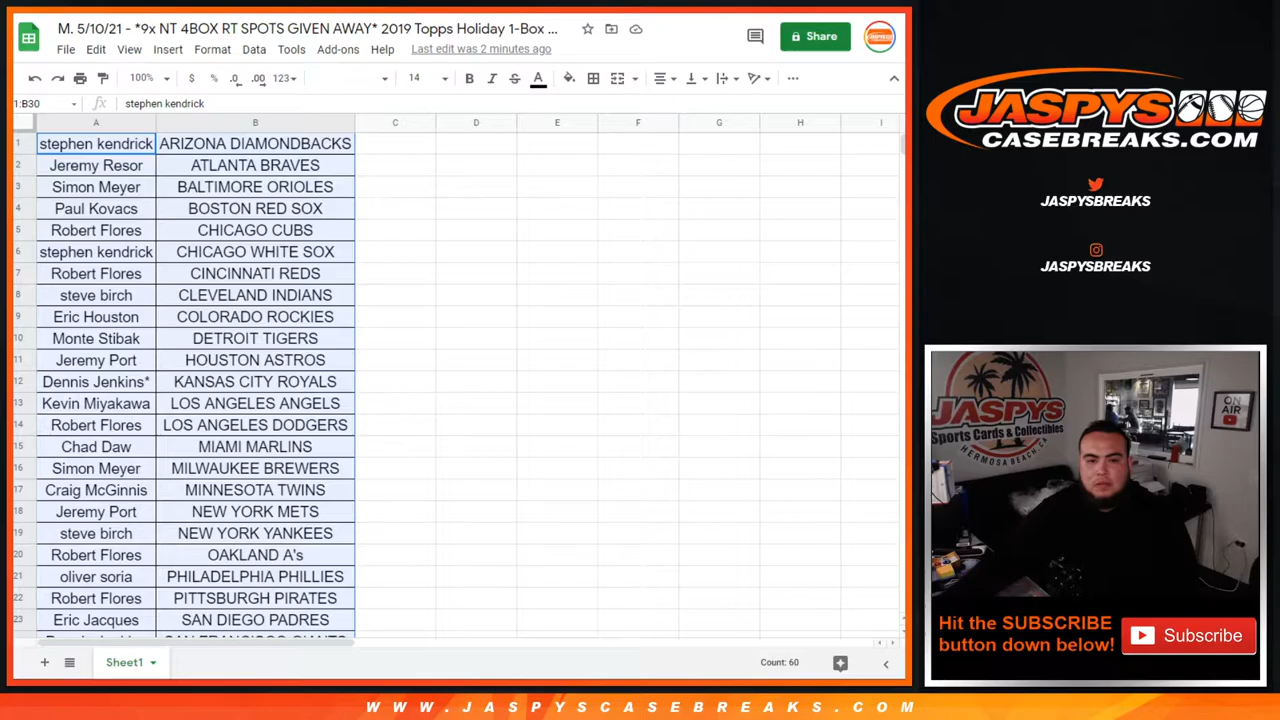 M. 5/10/21 - *9x NT 4BOX RT SPOTS GIVEN AWAY* 2019 Topps Holiday 1-Box ...
Share
File Edit View Insert Format Data Tools Add-ons Help Last edit was 2 minutes ago
100% $ % .0 .00 123 14 B I S A
1:B30 fx stephen kendrick
A B C D E F G H I
1 stephen kendrick ARIZONA DIAMONDBACKS
2 Jeremy Resor ATLANTA BRAVES
3 Simon Meyer BALTIMORE ORIOLES
4 Paul Kovacs BOSTON RED SOX
5 Robert Flores CHICAGO CUBS
6 stephen kendrick CHICAGO WHITE SOX
7 Robert Flores CINCINNATI REDS
8 steve birch CLEVELAND INDIANS
9 Eric Houston COLORADO ROCKIES
10 Monte Stibak DETROIT TIGERS
11 Jeremy Port HOUSTON ASTROS
12 Dennis Jenkins* KANSAS CITY ROYALS
13 Kevin Miyakawa LOS ANGELES ANGELS
14 Robert Flores LOS ANGELES DODGERS
15 Chad Daw MIAMI MARLINS
16 Simon Meyer MILWAUKEE BREWERS
17 Craig McGinnis MINNESOTA TWINS
18 Jeremy Port NEW YORK METS
19 steve birch NEW YORK YANKEES
20 Robert Flores OAKLAND A's
21 oliver soria PHILADELPHIA PHILLIES
22 Robert Flores PITTSBURGH PIRATES
23 Eric Jacques SAN DIEGO PADRES
SAN FRANCISCO GIANTS
Sheet1
Count: 60
JASPYS
CASEBREAKS.COM
JASPYSBREAKS
JASPYSBREAKS
JASPYS
Sports Cards & Collectibles
HERMOSA BEACH, CA
ON
AIR
Hit the SUBSCRIBE
button down below!
Subscribe
WWW.JASPYSCASEBREAKS.COM